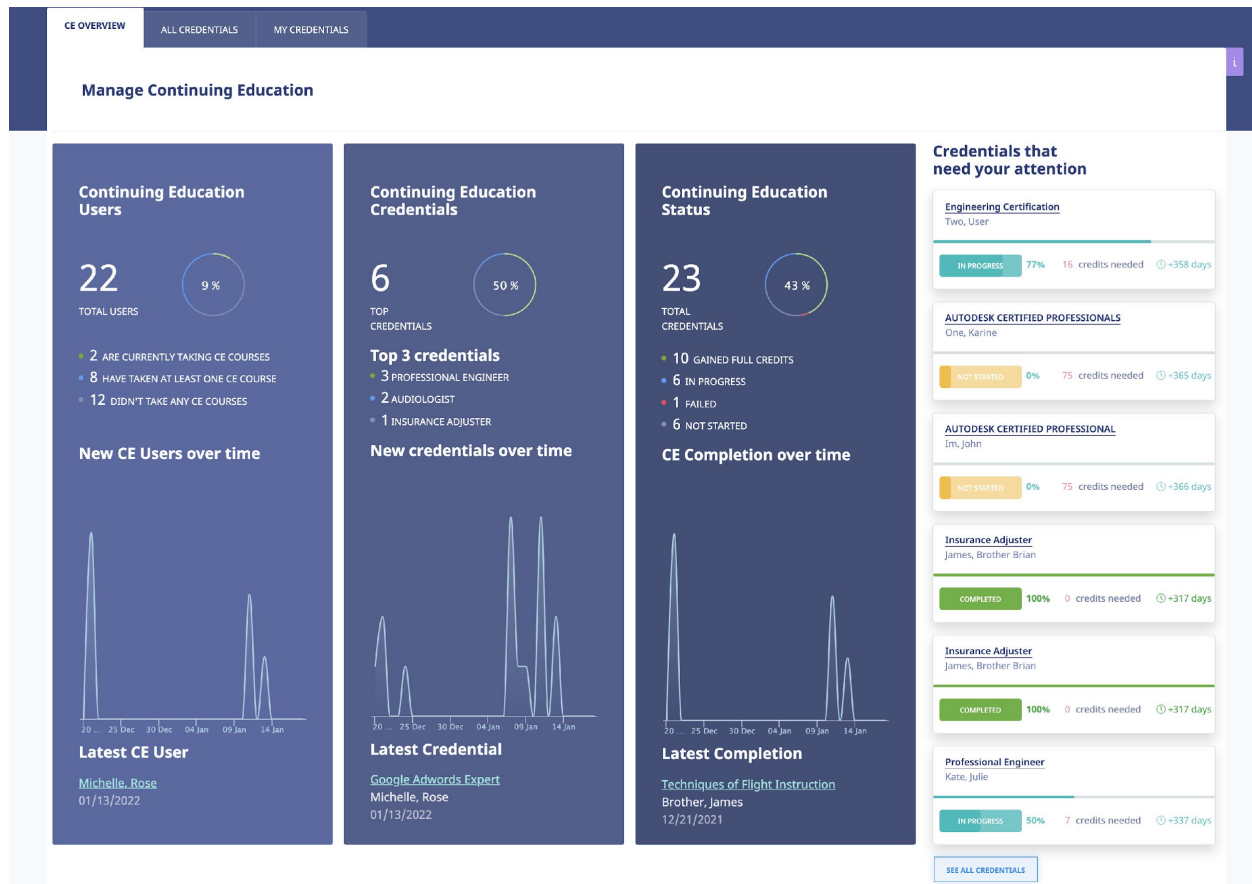 CE OVERVIEW
ALL CREDENTIALS
MY CREDENTIALS
i
Manage Continuing Education
Continuing Education
Users
22
TOTAL USERS
9 %
2 ARE CURRENTLY TAKING CE COURSES
8 HAVE TAKEN AT LEAST ONE CE COURSE
12 DIDN'T TAKE ANY CE COURSES
New CE Users over time
20 ... 25 Dec 30 Dec 04 Jan 09 Jan 14 Jan
Latest CE User
Michelle, Rose
01/13/2022
Continuing Education
Credentials
6
TOP
CREDENTIALS
50 %
Top 3 credentials
3 PROFESSIONAL ENGINEER
2 AUDIOLOGIST
1 INSURANCE ADJUSTER
New credentials over time
20 ... 25 Dec 30 Dec 04 Jan 09 Jan 14 Jan
Latest Credential
Google Adwords Expert
Michelle, Rose
01/13/2022
Continuing Education
Status
23
TOTAL
CREDENTIALS
43 %
10 GAINED FULL CREDITS
6 IN PROGRESS
1 FAILED
6 NOT STARTED
CE Completion over time
20 ... 25 Dec 30 Dec 04 Jan 09 Jan 14 Jan
Latest Completion
Techniques of Flight Instruction
Brother, James
12/21/2021
Credentials that
need your attention
Engineering Certification
Two, User
IN PROGRESS 77% 16 credits needed +358 days
AUTODESK CERTIFIED PROFESSIONALS
One, Karine
NOT STARTED 0% 75 credits needed +365 days
AUTODESK CERTIFIED PROFESSIONAL
Im, John
NOT STARTED 0% 75 credits needed +366 days
Insurance Adjuster
James, Brother Brian
COMPLETED 100% 0 credits needed +317 days
Insurance Adjuster
James, Brother Brian
COMPLETED 100% 0 credits needed +317 days
Professional Engineer
Kate, Julie
IN PROGRESS 50% 7 credits needed +337 days
SEE ALL CREDENTIALS